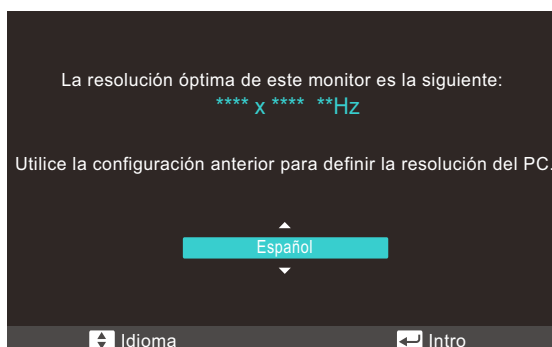 La resolución óptima de este monitor es la siguiente:
**** x **** **Hz
Utilice la configuración anterior para definir la resolución del PC.
Español
Idioma Intro